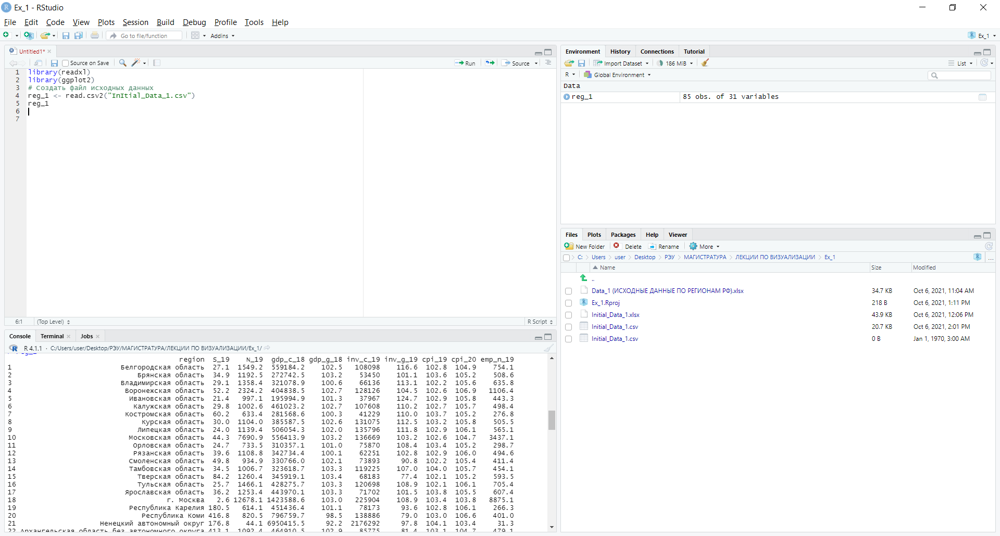 Ex_1 - RStudio
File Edit Code View Plots Session Build Debug Profile Tools Help
Go to file/function Addins Ex_1
Untitled1*
Source on Save Run Source
1 library(readxl)
2 library(ggplot2)
3 # Создать файл исходных данных
4 reg_1 <- read.csv2("InItial_Data_1.csv")
5 reg_1
6
7
6:1 (Top Level) R Script
Console Terminal Jobs
R 4.1.1 · C:/Users/user/Desktop/РЭУ/МАГИСТРАТУРА/ЛЕКЦИИ ПО ВИЗУАЛИЗАЦИИ/Ex_1/
region S_19 N_19 gdp_c_18 gdp_g_18 inv_c_19 inv_g_19 cpi_19 cpi_20 emp_n_19
1 Белгородская область 27.1 1549.2 559184.2 102.5 108098 116.6 102.8 104.9 754.1
2 Брянская область 34.9 1192.5 272742.5 103.2 53450 101.1 103.6 105.2 508.6
3 Владимирская область 29.1 1358.4 321078.9 100.6 66136 113.1 102.2 105.6 635.8
4 Воронежская область 52.2 2324.2 404838.5 102.7 128126 104.5 102.6 106.9 1106.4
5 Ивановская область 21.4 997.1 195994.9 101.3 37967 124.7 102.9 105.8 443.3
6 Калужская область 29.8 1002.6 461023.2 102.7 107608 110.2 102.7 105.7 498.4
7 Костромская область 60.2 633.4 281568.6 100.3 41229 110.0 103.7 105.2 276.8
8 Курская область 30.0 1104.0 385587.5 102.6 131075 112.5 103.2 105.8 505.5
9 Липецкая область 24.0 1139.4 506054.3 102.0 135796 111.8 102.9 106.1 565.1
10 Московская область 44.3 7690.9 556413.9 103.2 136669 103.2 102.6 104.7 3437.1
11 Орловская область 24.7 733.5 310357.1 101.0 75870 108.4 103.4 105.2 298.7
12 Рязанская область 39.6 1108.8 342734.4 100.1 62251 102.8 102.9 106.0 494.6
13 Смоленская область 49.8 934.9 330766.0 102.1 73893 90.8 102.2 105.4 411.4
14 Тамбовская область 34.5 1006.7 323618.7 103.3 119225 107.0 104.0 105.7 454.1
15 Тверская область 84.2 1260.4 345919.1 103.4 68183 77.4 102.1 105.2 593.5
16 Тульская область 25.7 1466.1 428275.7 103.3 120698 108.9 102.1 106.1 705.4
17 Ярославская область 36.2 1253.4 443970.1 103.3 71702 101.5 103.8 105.5 607.4
18 г. Москва 2.6 12678.1 1423588.6 103.0 225904 108.9 103.4 103.8 8875.1
19 Республика Карелия 180.5 614.1 451436.4 101.1 78173 93.6 102.8 106.1 266.3
20 Республика Коми 416.8 820.5 796759.7 98.5 138886 79.0 103.0 106.6 401.0
21 Ненецкий автономный округ 176.8 44.1 6950415.5 92.2 2176292 97.8 104.1 103.4 31.3
22 Архангельская область без автономного округа 413.1 1092.4 464910.5 102.9 85775 81.4 103.1 104.7 479.1
Environment History Connections Tutorial
Import Dataset 186 MiB List
R Global Environment
Data
reg_1 85 obs. of 31 variables
Files Plots Packages Help Viewer
New Folder Delete Rename More
C: Users user Desktop РЭУ МАГИСТРАТУРА ЛЕКЦИИ ПО ВИЗУАЛИЗАЦИИ Ex_1 ...
Name Size Modified
..
Data_1 (ИСХОДНЫЕ ДАННЫЕ ПО РЕГИОНАМ РФ).xlsx 34.7 KB Oct 6, 2021, 11:04 AM
Ex_1.Rproj 218 B Oct 6, 2021, 1:11 PM
Initial_Data_1.xlsx 43.9 KB Oct 6, 2021, 12:06 PM
Initial_Data_1.csv 20.7 KB Oct 6, 2021, 2:01 PM
Initial_Data_1.csv 0 B Jan 1, 1970, 3:00 AM